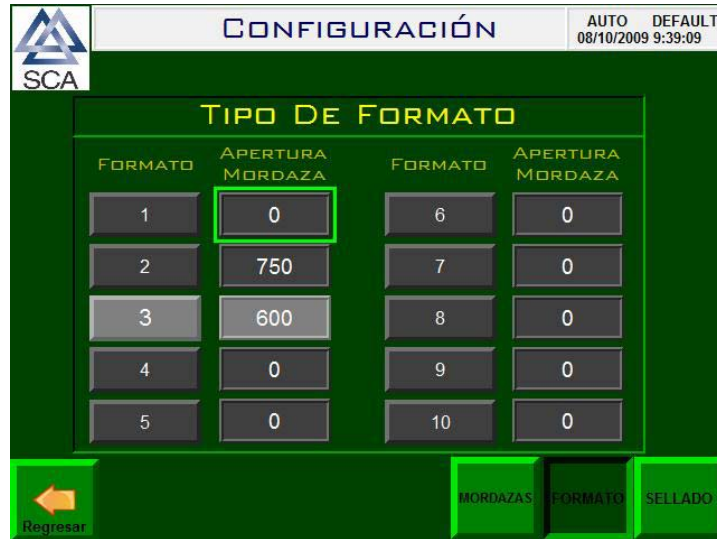 CONFIGURACIÓN
AUTO DEFAULT
08/10/2009 9:39:09
SCA
TIPO DE FORMATO
FORMATO APERTURA MORDAZA FORMATO APERTURA MORDAZA
1 0 6 0
2 750 7 0
3 600 8 0
4 0 9 0
5 0 10 0
Regresar MORDAZAS FORMATO SELLADO